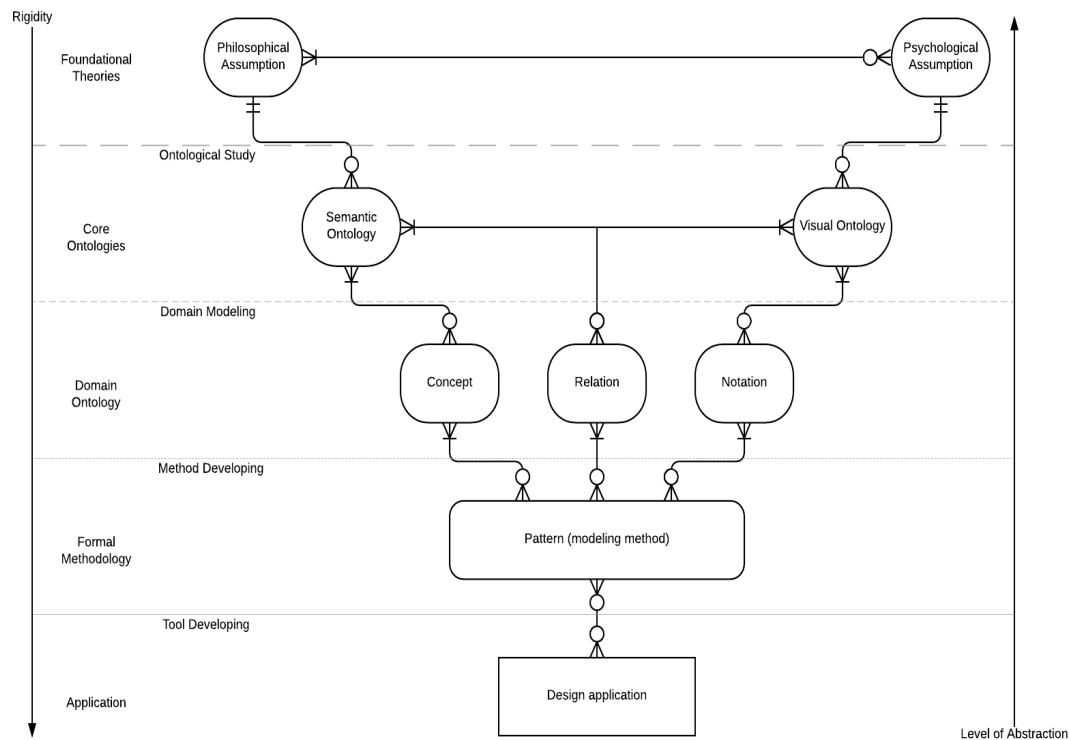 Rigidity
Foundational
Theories
Philosophical
Assumption
Psychological
Assumption
Ontological Study
Core
Ontologies
Semantic
Ontology
Visual Ontology
Domain Modeling
Domain
Ontology
Concept
Relation
Notation
Method Developing
Formal
Methodology
Pattern (modeling method)
Tool Developing
Application
Design application
Level of Abstraction